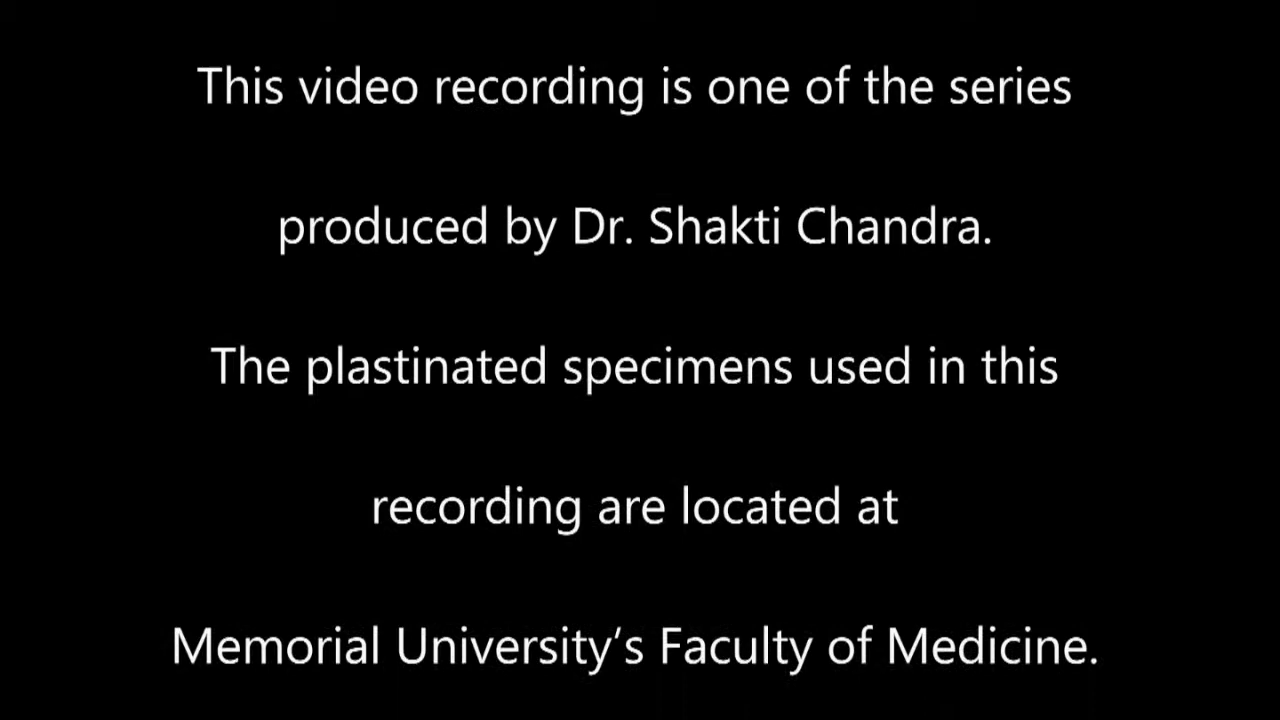 This video recording is one of the series
produced by Dr. Shakti Chandra.
The plastinated specimens used in this
recording are located at
Memorial University’s Faculty of Medicine.